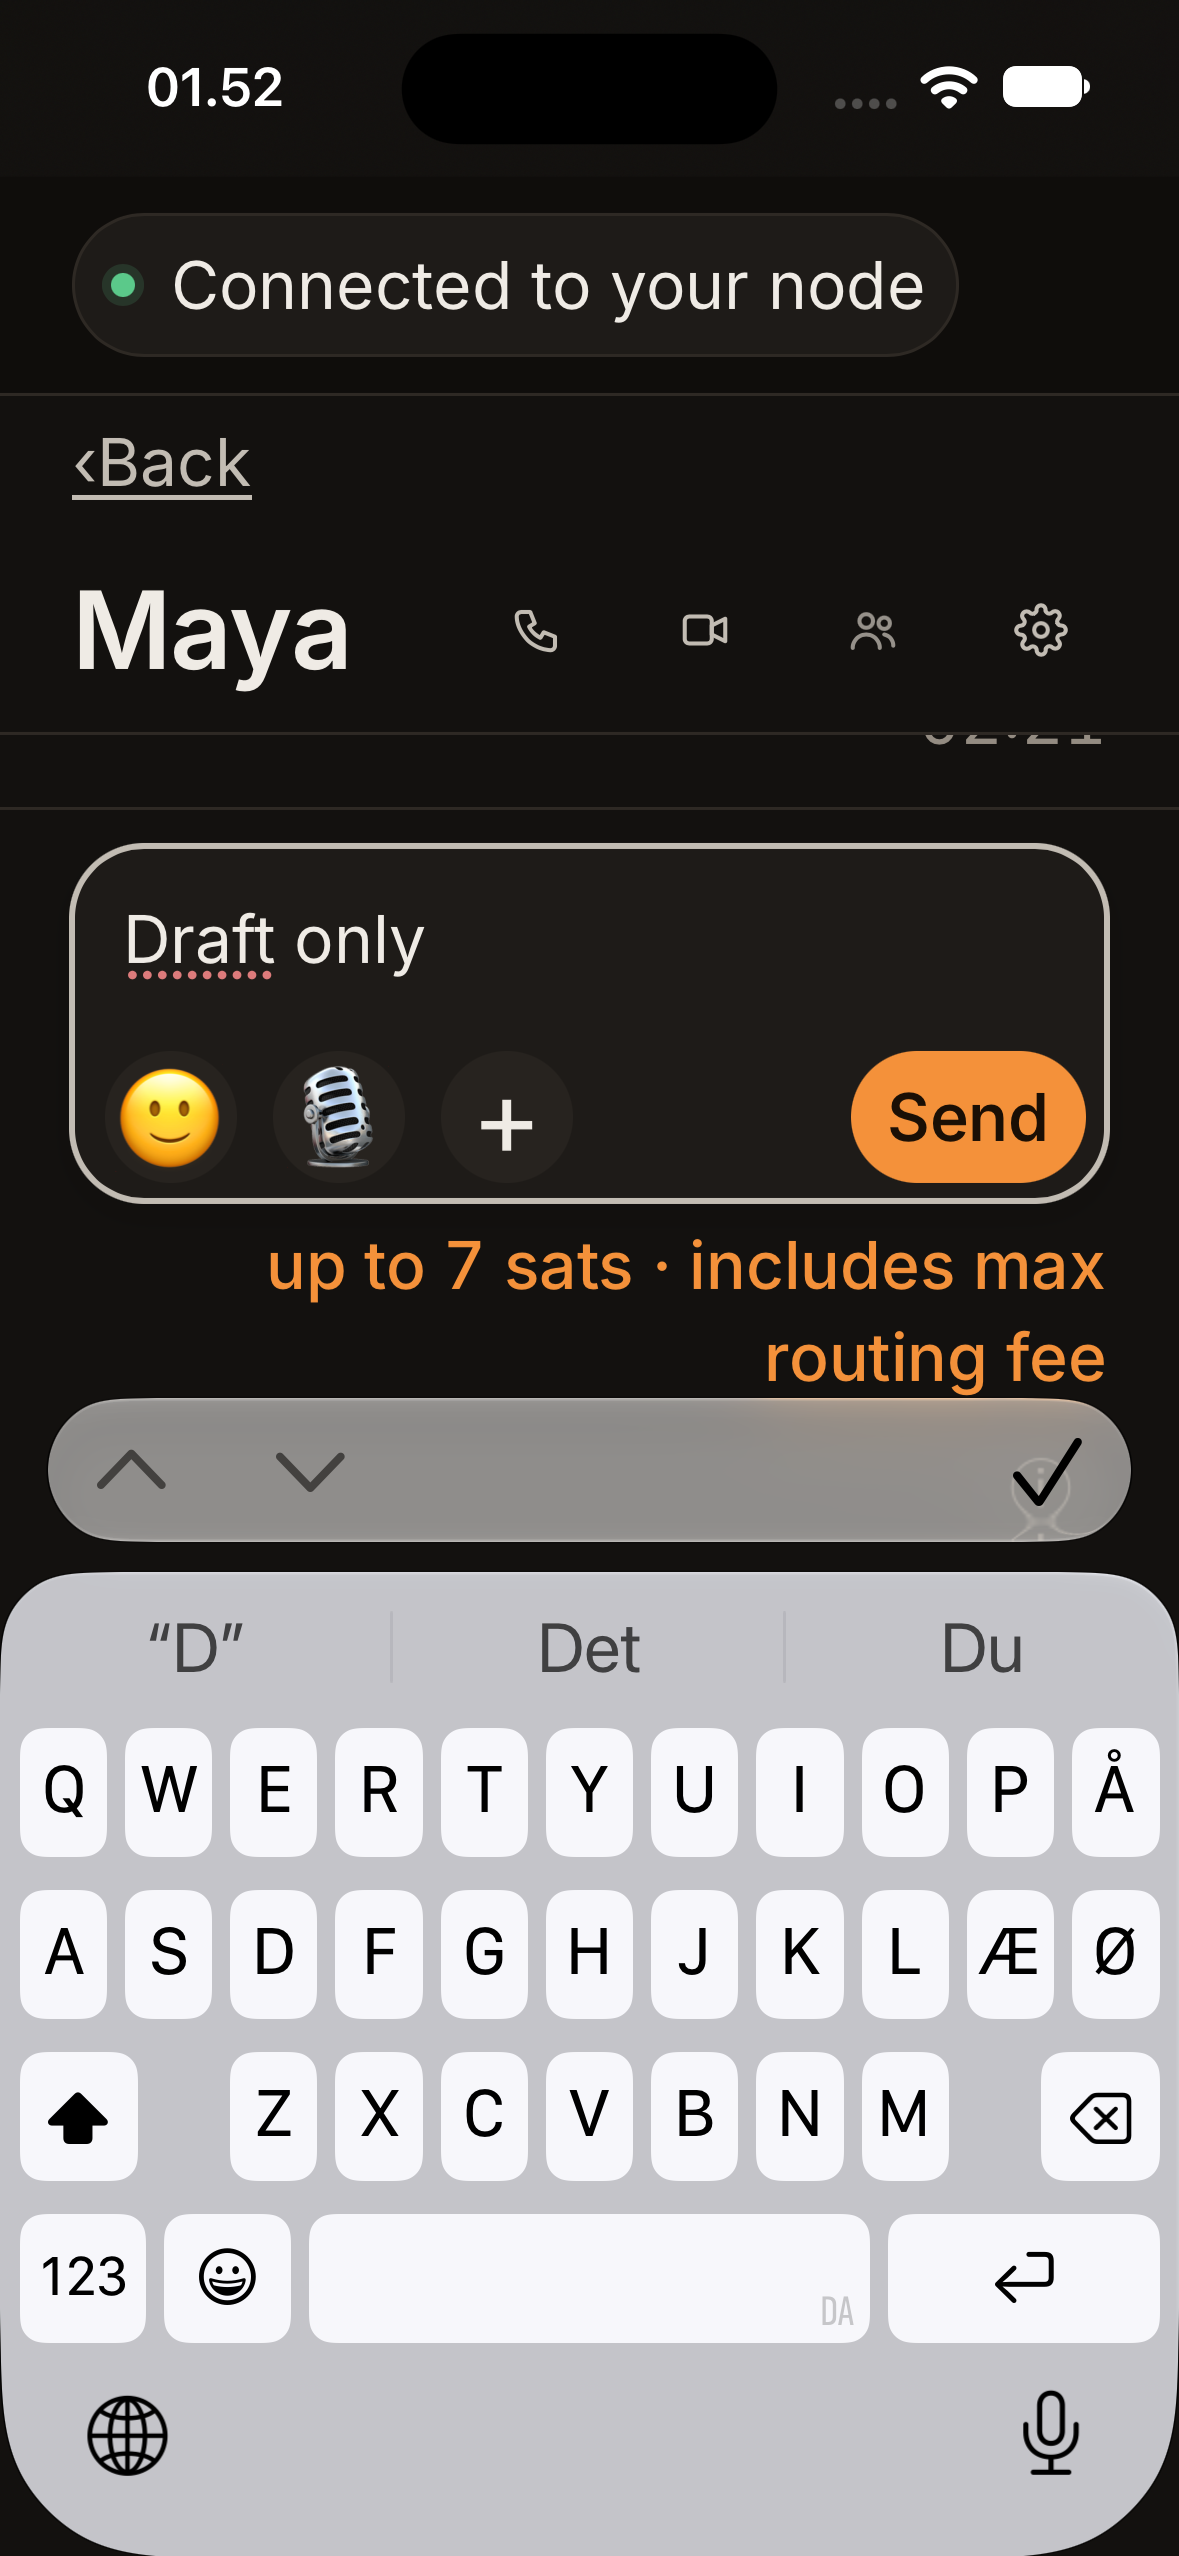 01.52
Connected to your node
‹Back
Maya
Draft only
Send
up to 7 sats · includes max
routing fee
“D” Det Du
Q W E R T Y U I O P Å
A S D F G H J K L Æ Ø
Z X C V B N M
123
DA